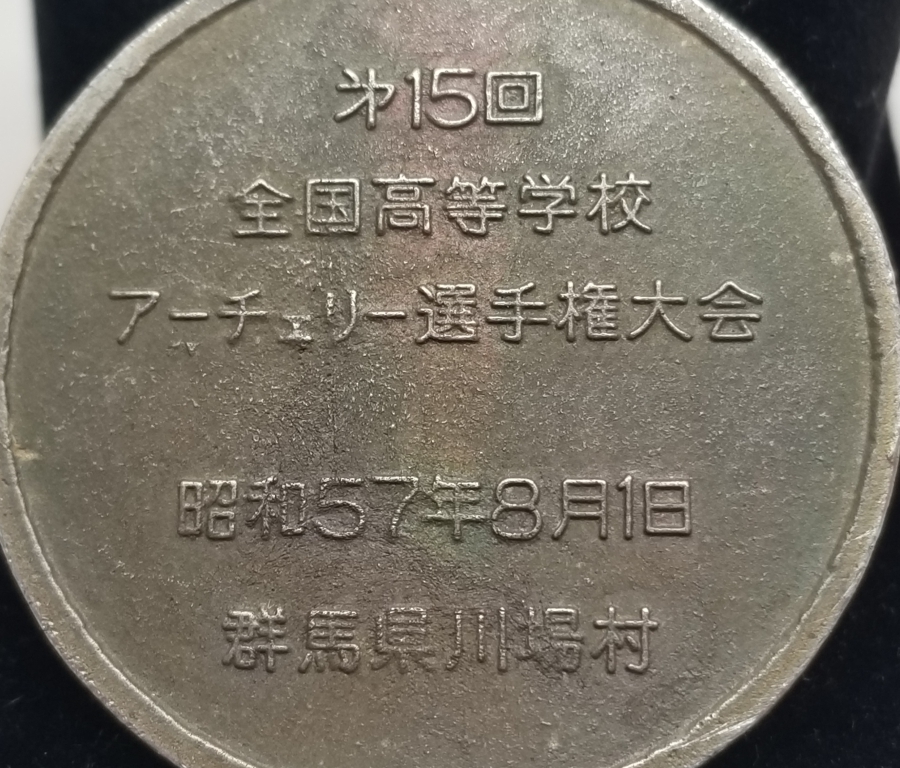 㐧15回
全国高等学校
アーチェリー選手権大会
昭和57年8月1日
群馬県川場村